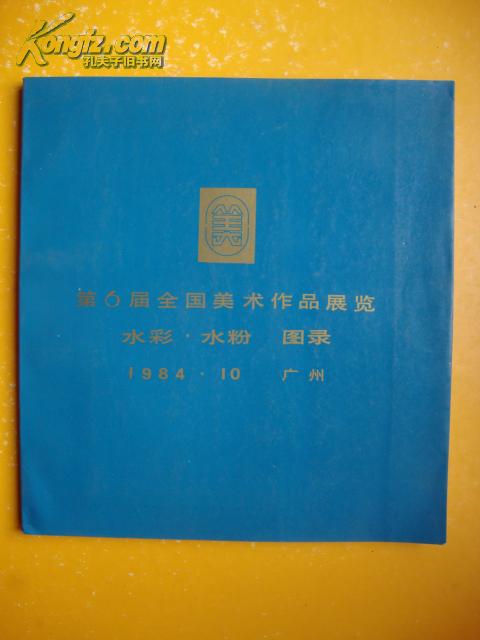 Kongfz.com
孔夫子旧书网
美
第6届全国美术作品展览
水彩·水粉 图录
1984·10 广州